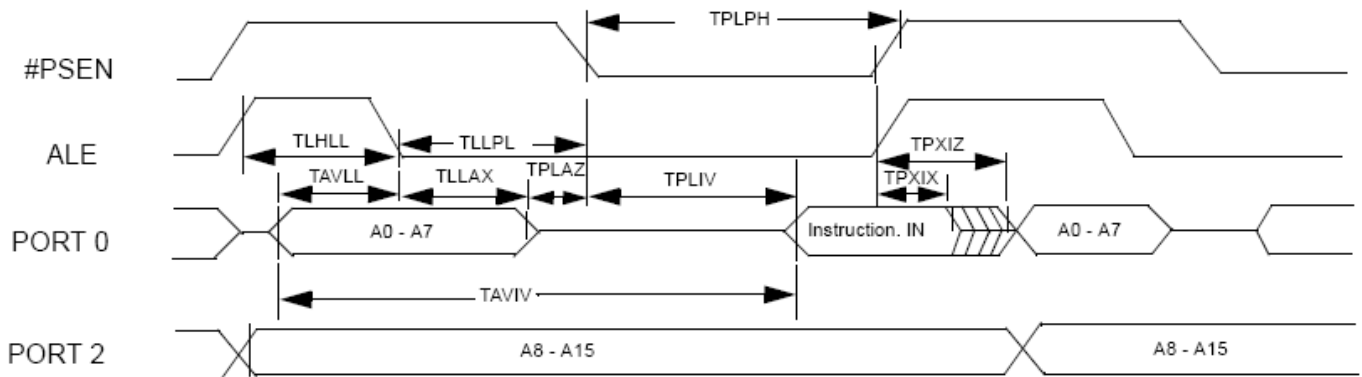 TPLPH
#PSEN
ALE
TLHLL
TLLPL
TPXIZ
TAVLL
TLLAX
TPLAZ
TPLIV
TPXIX
PORT 0
A0 - A7
Instruction. IN
A0 - A7
TAVIV
PORT 2
A8 - A15
A8 - A15